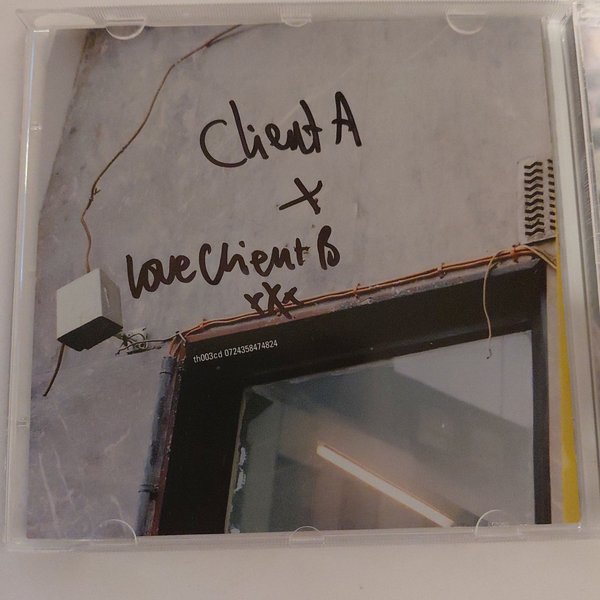 Client A
x
love Client B
xxx
th003cd 0724358474824